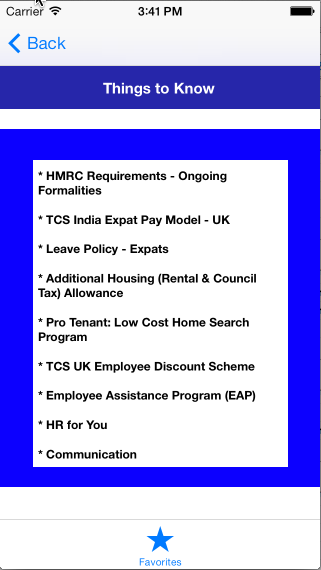 Carrier 3:41 PM
Back
Things to Know
* HMRC Requirements - Ongoing
Formalities
* TCS India Expat Pay Model - UK
* Leave Policy - Expats
* Additional Housing (Rental & Council
Tax) Allowance
* Pro Tenant: Low Cost Home Search
Program
* TCS UK Employee Discount Scheme
* Employee Assistance Program (EAP)
* HR for You
* Communication
Favorites